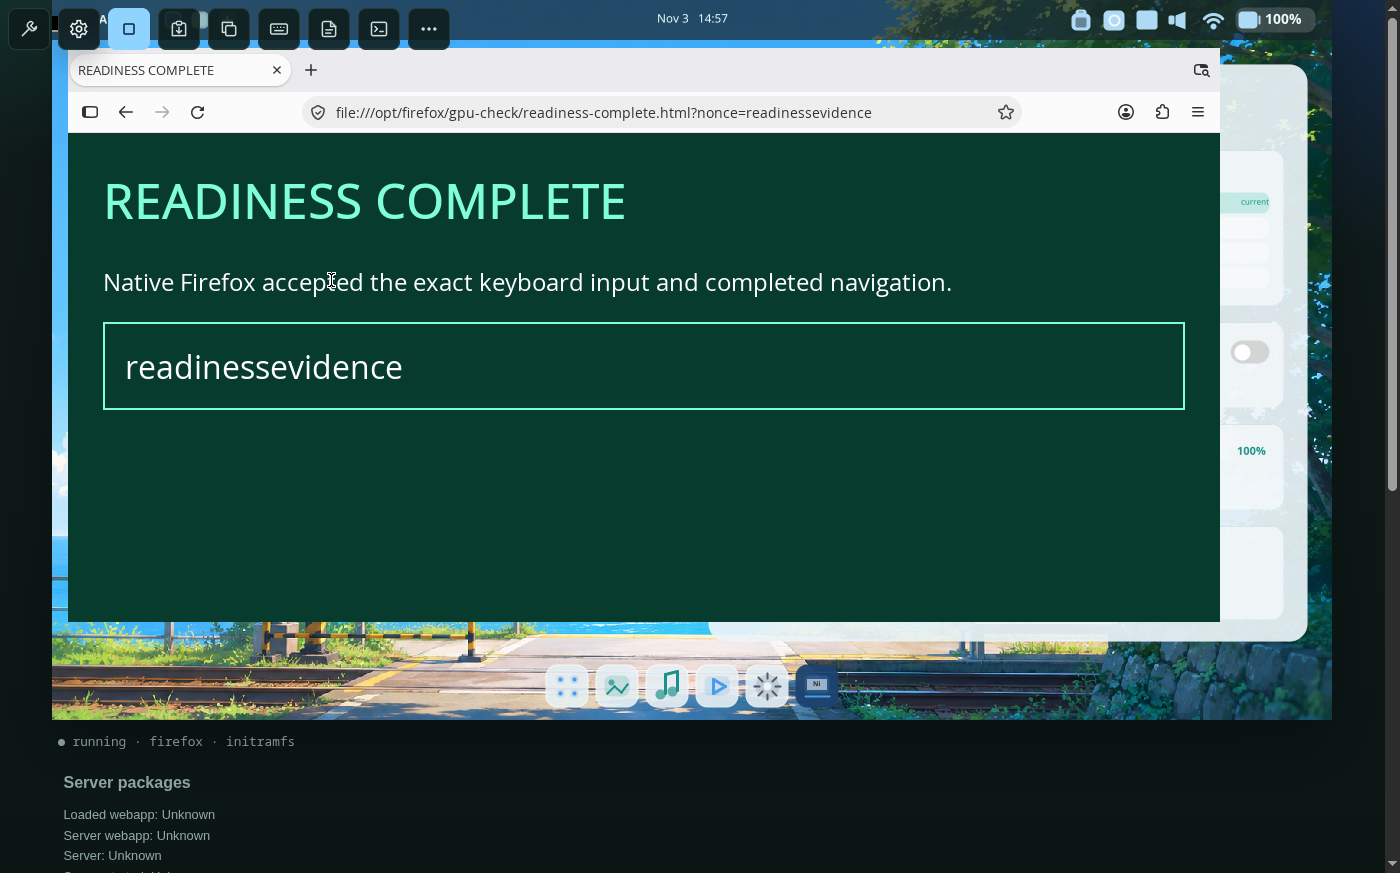 Nov 3 14:57
100%
READINESS COMPLETE
file:///opt/firefox/gpu-check/readiness-complete.html?nonce=readinessevidence
READINESS COMPLETE
Native Firefox accepted the exact keyboard input and completed navigation.
readinessevidence
current
100%
Ni
running · firefox · initramfs
Server packages
Loaded webapp: Unknown
Server webapp: Unknown
Server: Unknown